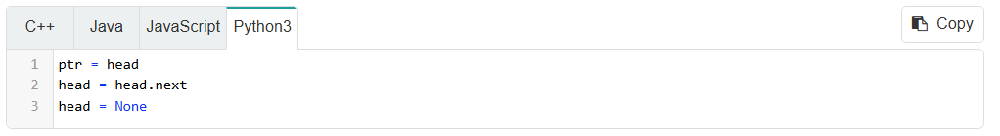 C++ Java JavaScript Python3 Copy
1 ptr = head
2 head = head.next
3 head = None